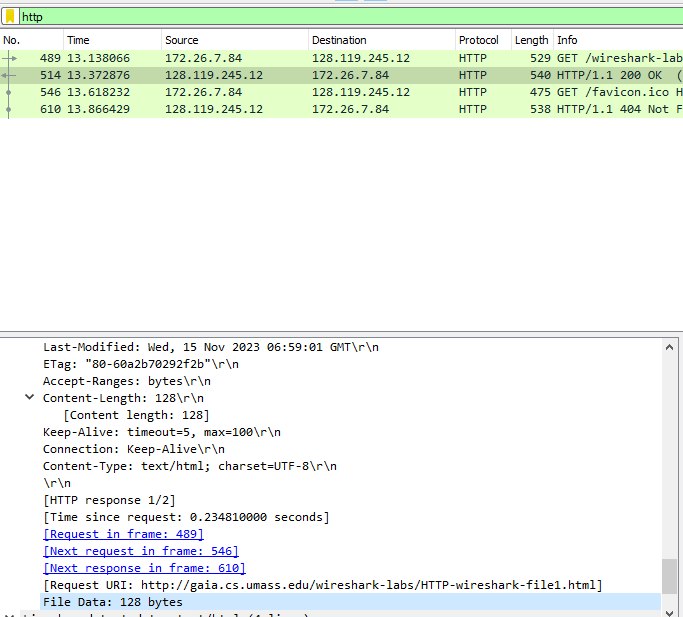 http
No. Time Source Destination Protocol Length Info
489 13.138066 172.26.7.84 128.119.245.12 HTTP 529 GET /wireshark-lab
514 13.372876 128.119.245.12 172.26.7.84 HTTP 540 HTTP/1.1 200 OK (
546 13.618232 172.26.7.84 128.119.245.12 HTTP 475 GET /favicon.ico H
610 13.866429 128.119.245.12 172.26.7.84 HTTP 538 HTTP/1.1 404 Not F
Last-Modified: Wed, 15 Nov 2023 06:59:01 GMT\r\n
ETag: "80-60a2b70292f2b"\r\n
Accept-Ranges: bytes\r\n
Content-Length: 128\r\n
[Content length: 128]
Keep-Alive: timeout=5, max=100\r\n
Connection: Keep-Alive\r\n
Content-Type: text/html; charset=UTF-8\r\n
\r\n
[HTTP response 1/2]
[Time since request: 0.234810000 seconds]
[Request in frame: 489]
[Next request in frame: 546]
[Next response in frame: 610]
[Request URI: http://gaia.cs.umass.edu/wireshark-labs/HTTP-wireshark-file1.html]
File Data: 128 bytes